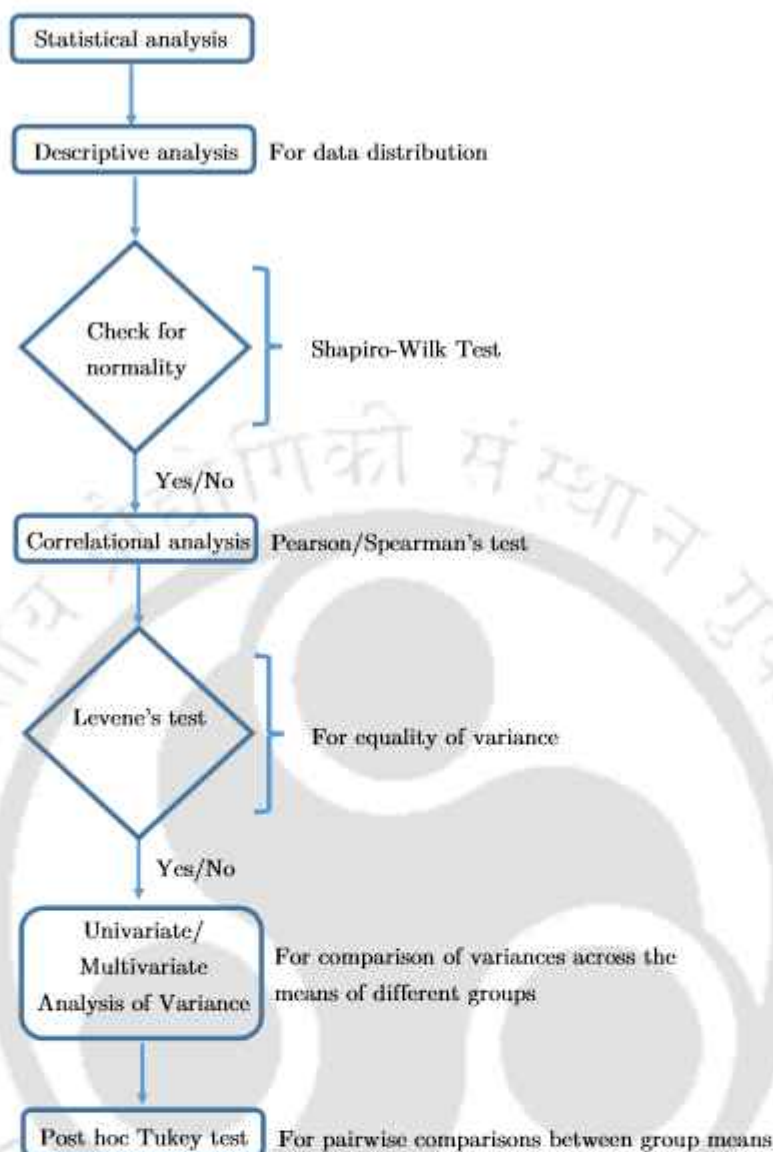 Statistical analysis
Descriptive analysis For data distribution
Check for
normality
Shapiro-Wilk Test
Yes/No
Correlational analysis Pearson/Spearman's test
Levene's test
For equality of variance
Yes/No
Univariate/
Multivariate
Analysis of Variance
For comparison of variances across the
means of different groups
Post hoc Tukey test For pairwise comparisons between group means
संस्थान